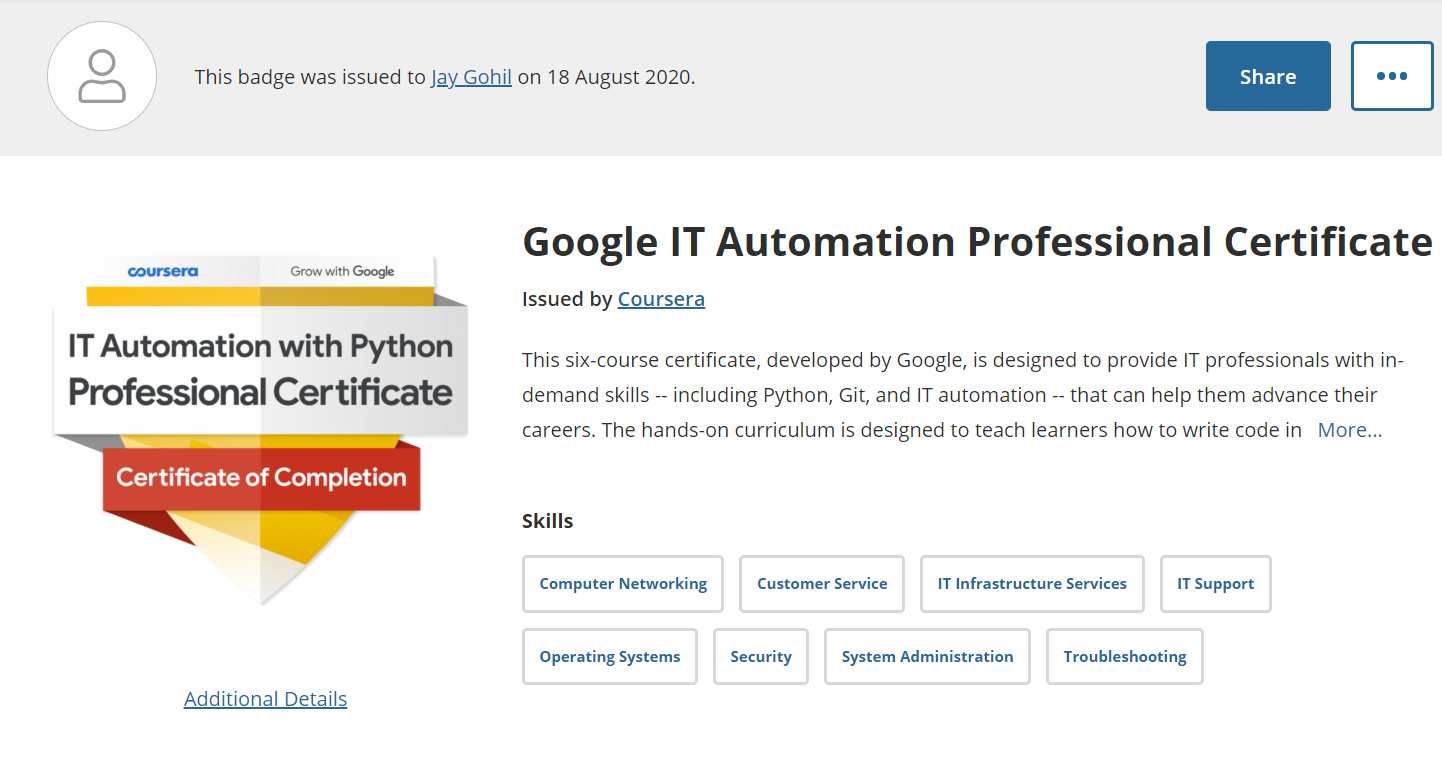 This badge was issued to Jay Gohil on 18 August 2020.
Share
Google IT Automation Professional Certificate
Issued by Coursera
This six-course certificate, developed by Google, is designed to provide IT professionals with in-
demand skills -- including Python, Git, and IT automation -- that can help them advance their
careers. The hands-on curriculum is designed to teach learners how to write code in More...
coursera
Grow with Google
IT Automation with Python
Professional Certificate
Certificate of Completion
Additional Details
Skills
Computer Networking
Customer Service
IT Infrastructure Services
IT Support
Operating Systems
Security
System Administration
Troubleshooting